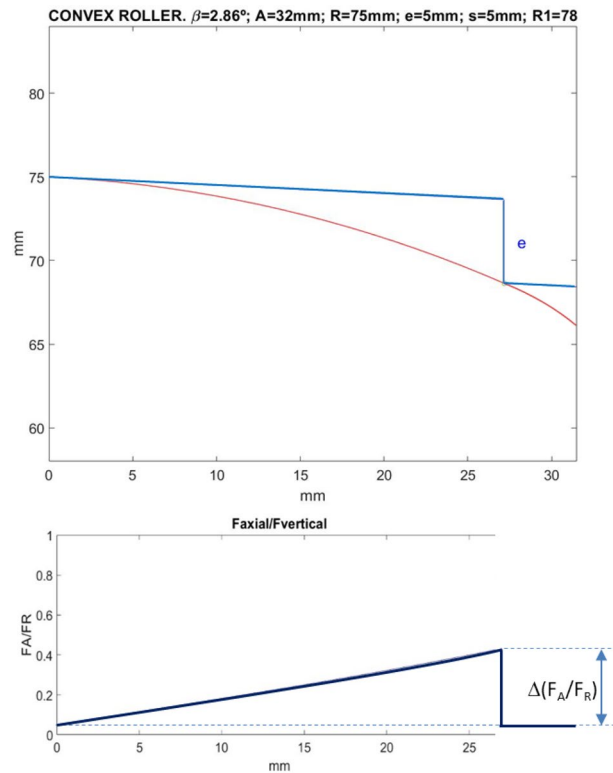 CONVEX ROLLER. β=2.86º; A=32mm; R=75mm; e=5mm; s=5mm; R1=78
80
75
70
65
60
mm
e
0 5 10 15 20 25 30
mm
Faxial/Fvertical
1
0.8
0.6
0.4
0.2
0
FA/FR
Δ(F_A/F_R)
0 5 10 15 20 25
mm